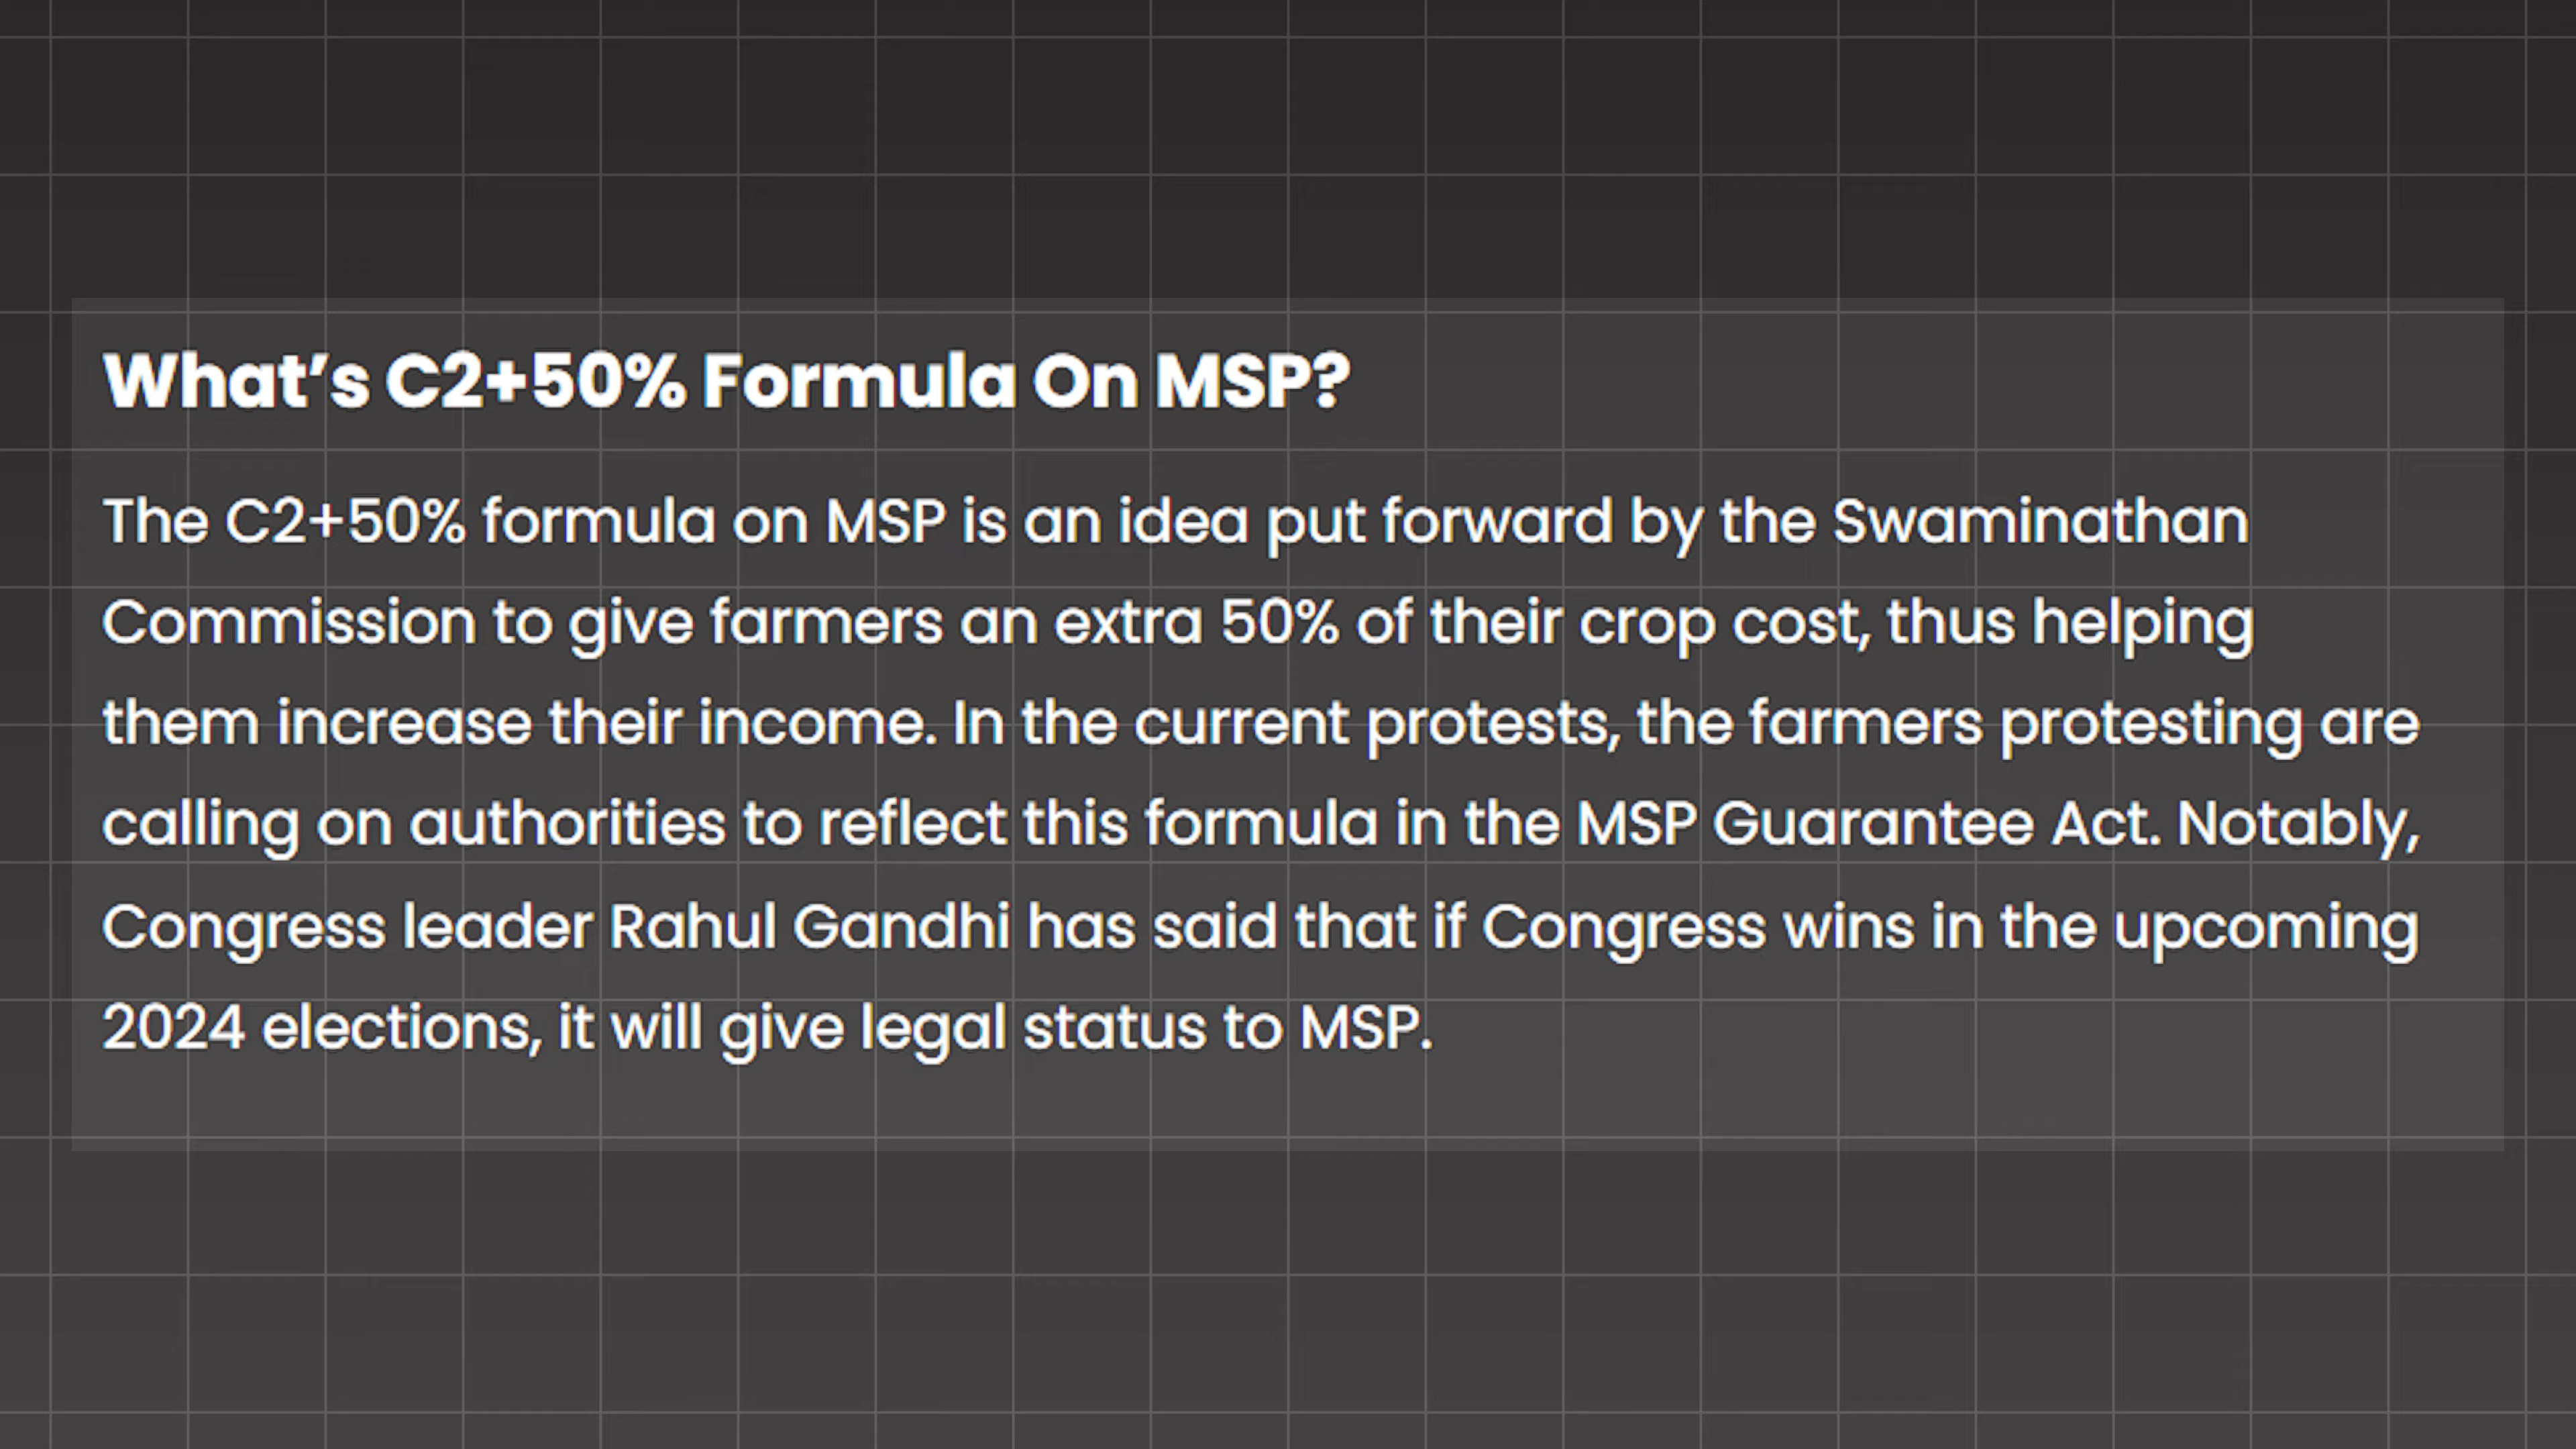 What's C2+50% Formula On MSP?
The C2+50% formula on MSP is an idea put forward by the Swaminathan
Commission to give farmers an extra 50% of their crop cost, thus helping
them increase their income. In the current protests, the farmers protesting are
calling on authorities to reflect this formula in the MSP Guarantee Act. Notably,
Congress leader Rahul Gandhi has said that if Congress wins in the upcoming
2024 elections, it will give legal status to MSP.